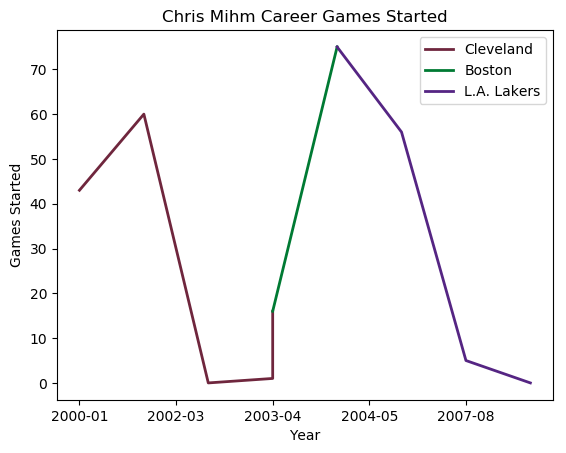 Chris Mihm Career Games Started
Cleveland
Boston
L.A. Lakers
Games Started
70
60
50
40
30
20
10
0
2000-01 2002-03 2003-04 2004-05 2007-08
Year